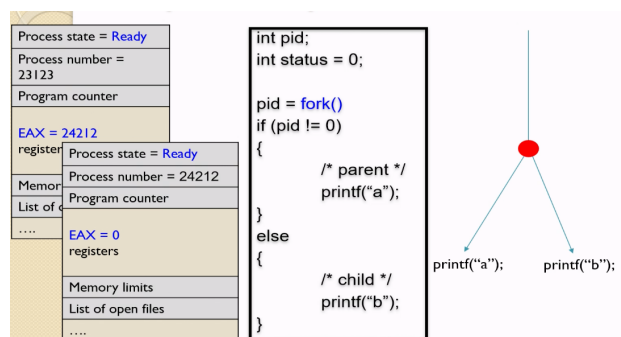 Process state = Ready
Process number =
23123
Program counter
EAX = 24212
register
Memor
List of o
....
Process state = Ready
Process number = 24212
Program counter
EAX = 0
registers
Memory limits
List of open files
....
int pid;
int status = 0;
pid = fork()
if (pid != 0)
{
/* parent */
printf(“a”);
}
else
{
/* child */
printf(“b”);
}
printf(“a”);
printf(“b”);